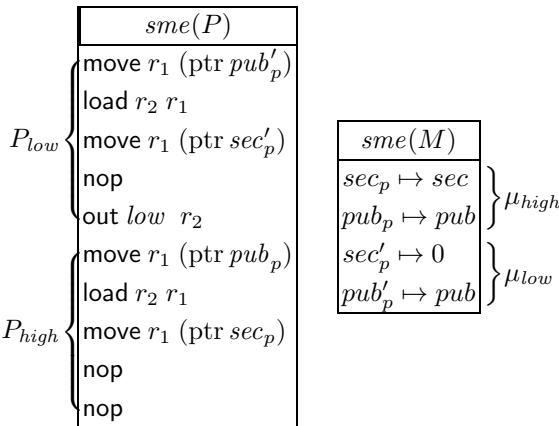 sme(P)
move r₁ (ptr pub′ₚ)
load r₂ r₁
move r₁ (ptr sec′ₚ)
nop
out low r₂
move r₁ (ptr pubₚ)
load r₂ r₁
move r₁ (ptr secₚ)
nop
nop
P_low
P_high
sme(M)
secₚ ↦ sec
pubₚ ↦ pub
sec′ₚ ↦ 0
pub′ₚ ↦ pub
μ_high
μ_low